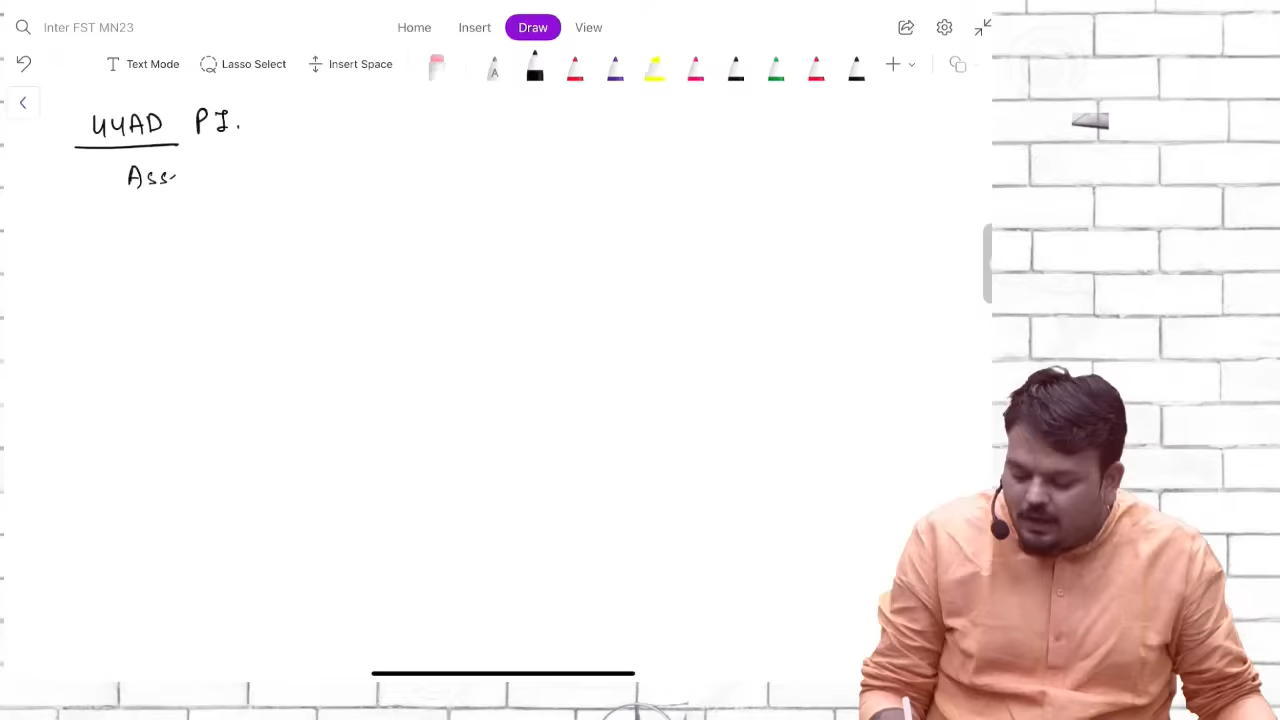 Inter FST MN23 Home Insert Draw View
Text Mode Lasso Select Insert Space
A
44AD PI.
Ass